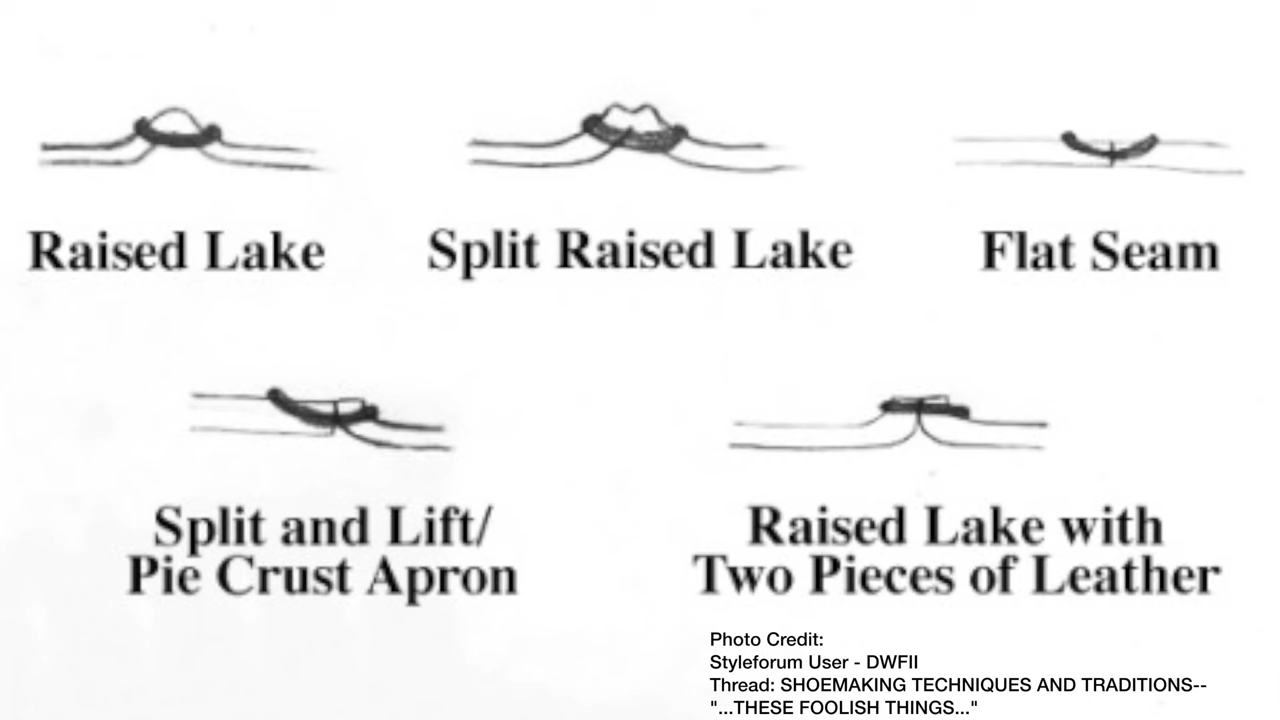 Raised Lake
Split Raised Lake
Flat Seam
Split and Lift/
Pie Crust Apron
Raised Lake with
Two Pieces of Leather
Photo Credit:
Styleforum User - DWFII
Thread: SHOEMAKING TECHNIQUES AND TRADITIONS--
"...THESE FOOLISH THINGS..."